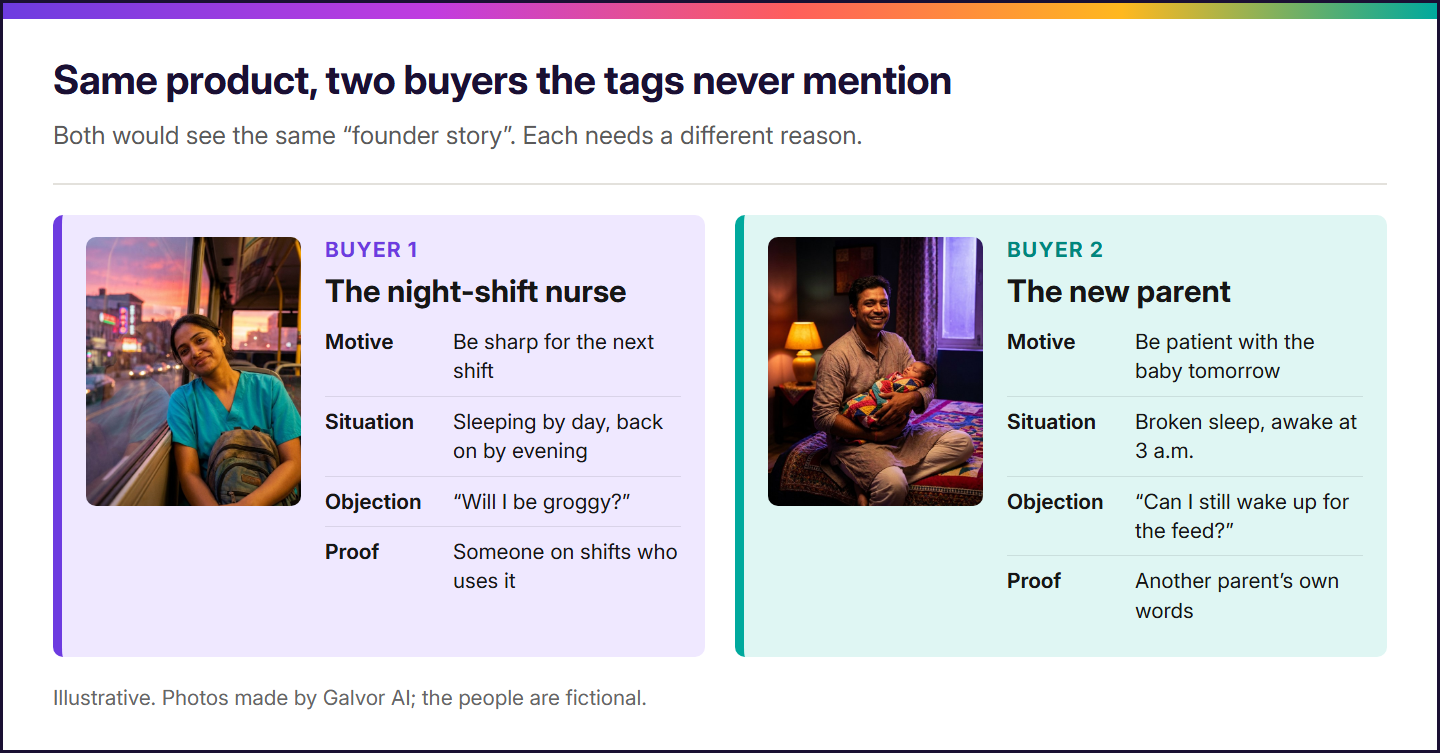 Same product, two buyers the tags never mention
Both would see the same “founder story”. Each needs a different reason.
BUYER 1
The night-shift nurse
Motive
Be sharp for the next
shift
Situation
Sleeping by day, back
on by evening
Objection
“Will I be groggy?”
Proof
Someone on shifts who
uses it
BUYER 2
The new parent
Motive
Be patient with the
baby tomorrow
Situation
Broken sleep, awake at
3 a.m.
Objection
“Can I still wake up for
the feed?”
Proof
Another parent’s own
words
Illustrative. Photos made by Galvor AI; the people are fictional.